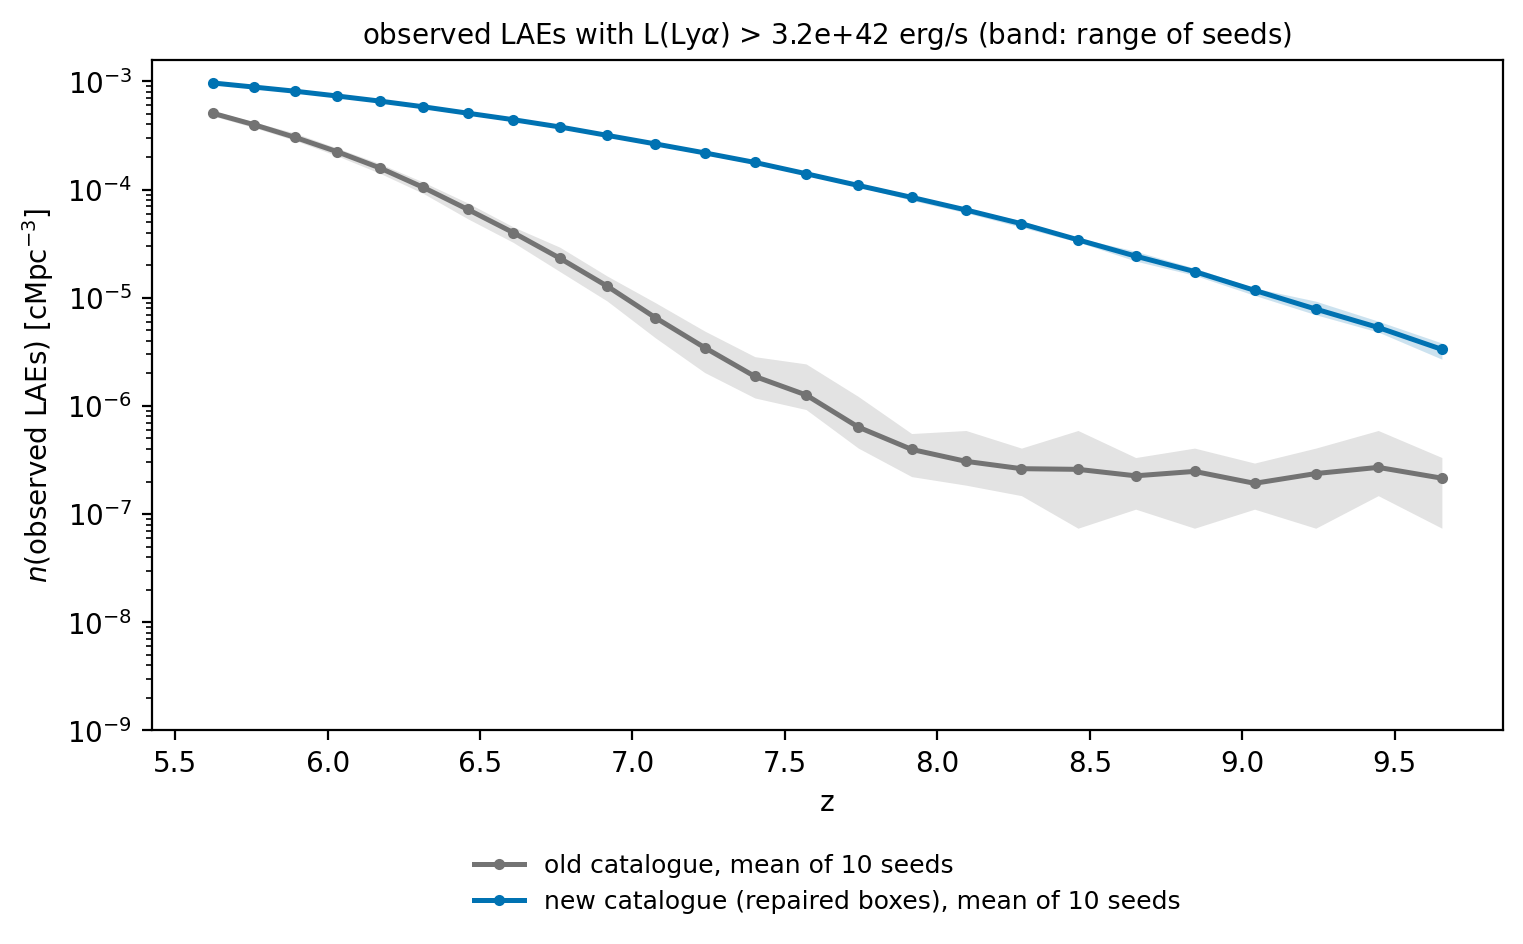 observed LAEs with L(Lyα) > 3.2e+42 erg/s (band: range of seeds)
n(observed LAEs) [cMpc⁻³]
10⁻³
10⁻⁴
10⁻⁵
10⁻⁶
10⁻⁷
10⁻⁸
10⁻⁹
5.5 6.0 6.5 7.0 7.5 8.0 8.5 9.0 9.5
z
old catalogue, mean of 10 seeds
new catalogue (repaired boxes), mean of 10 seeds